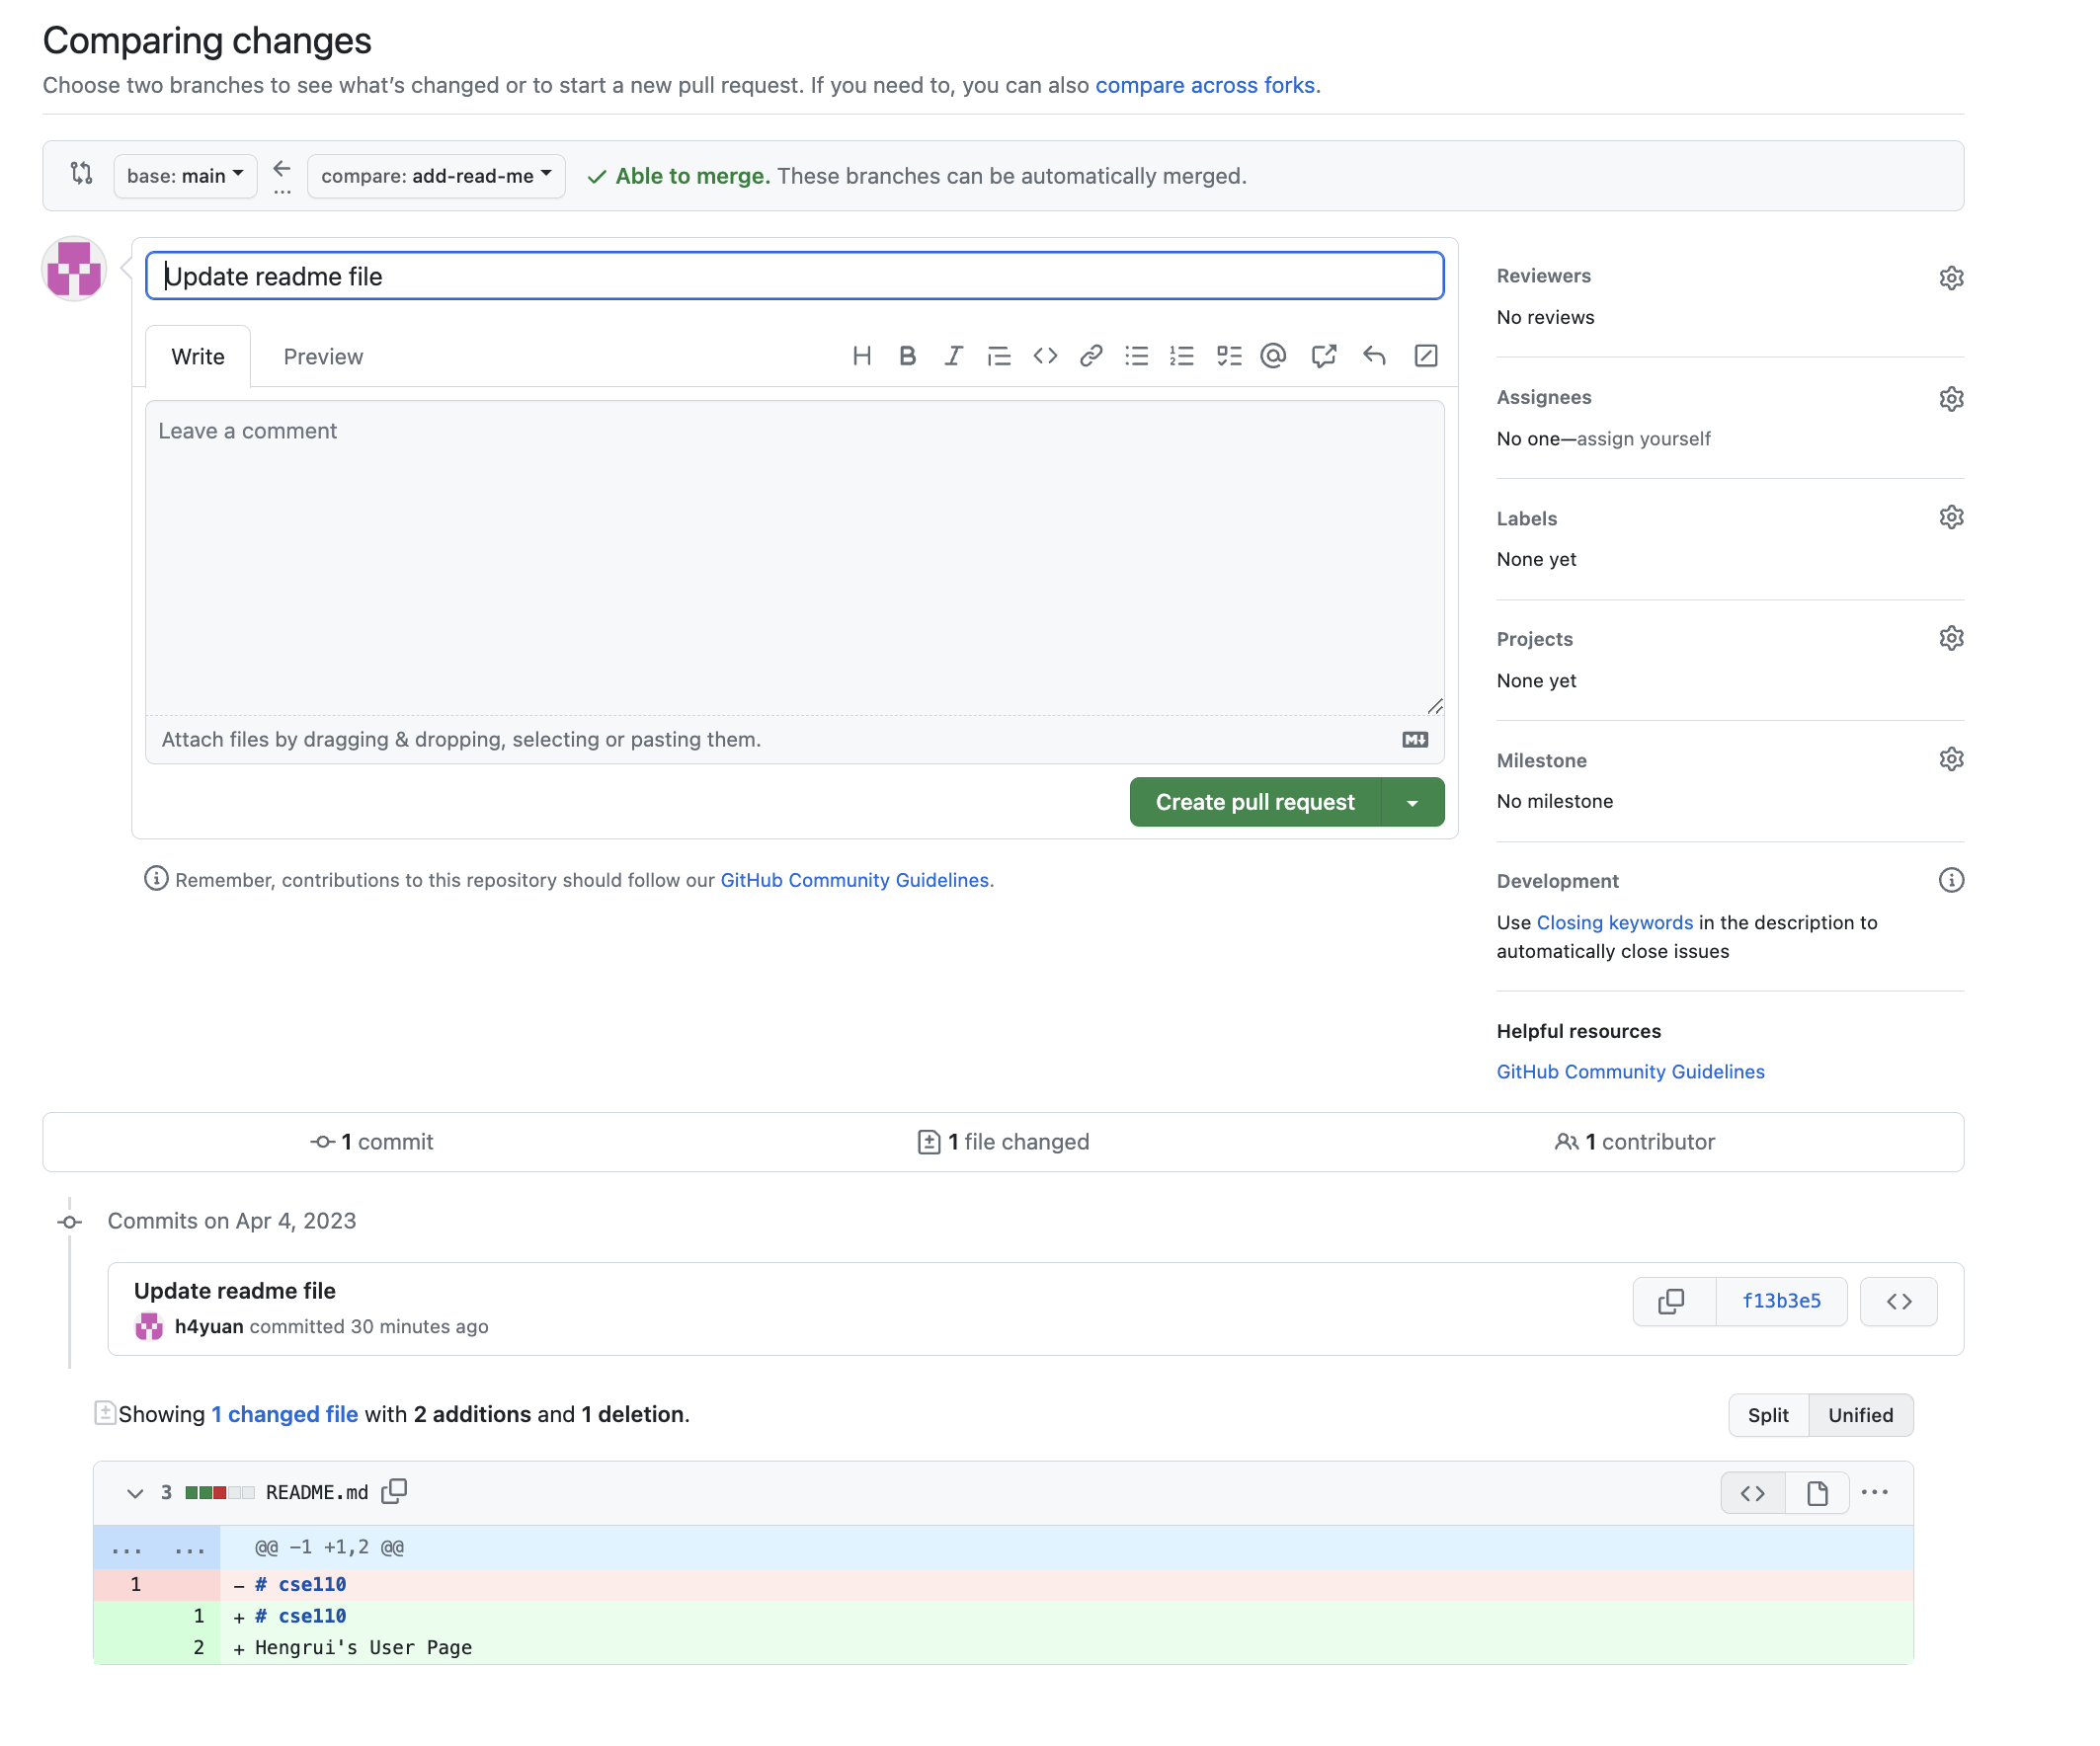 Comparing changes
Choose two branches to see what’s changed or to start a new pull request. If you need to, you can also compare across forks.
base: main
compare: add-read-me
Able to merge. These branches can be automatically merged.
Update readme file
Write Preview
Leave a comment
Attach files by dragging & dropping, selecting or pasting them.
Create pull request
Remember, contributions to this repository should follow our GitHub Community Guidelines.
Reviewers
No reviews
Assignees
No one—assign yourself
Labels
None yet
Projects
None yet
Milestone
No milestone
Development
Use Closing keywords in the description to
automatically close issues
Helpful resources
GitHub Community Guidelines
1 commit
1 file changed
1 contributor
Commits on Apr 4, 2023
Update readme file
h4yuan committed 30 minutes ago
f13b3e5
Showing 1 changed file with 2 additions and 1 deletion.
Split Unified
3 README.md
... ... @@ -1 +1,2 @@
1 - # cse110
1 + # cse110
2 + Hengrui's User Page